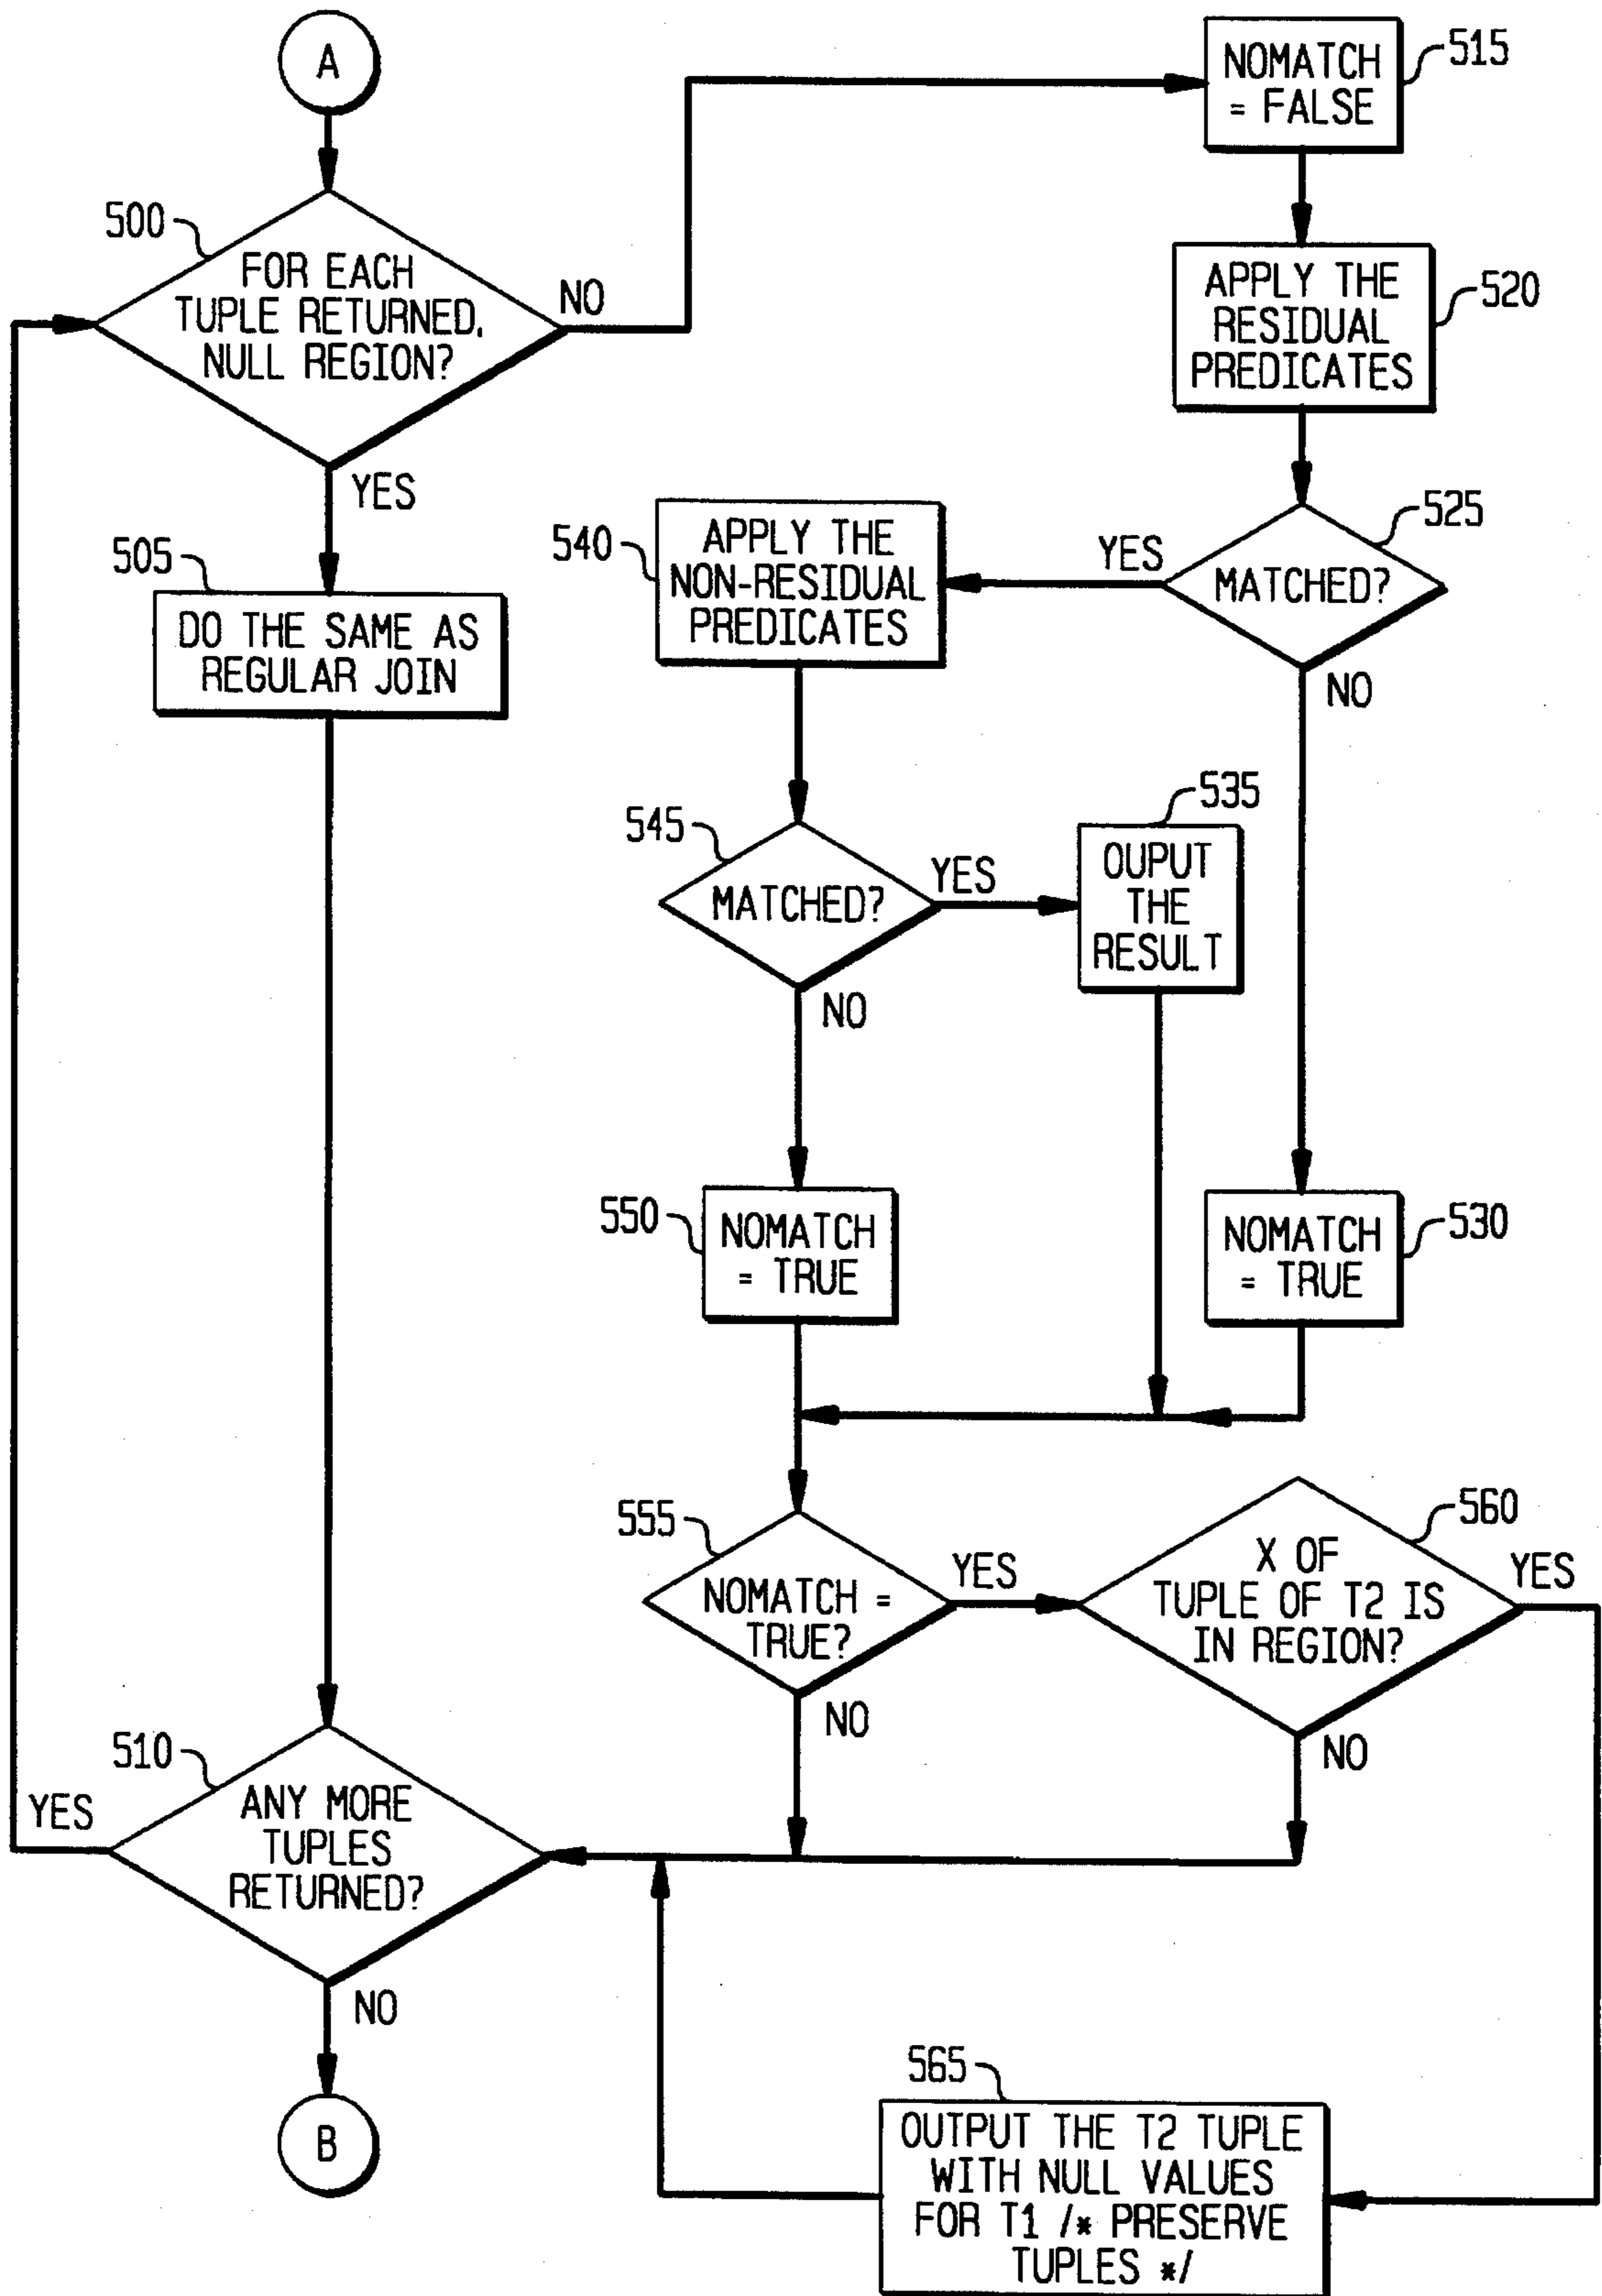 A
500
FOR EACH
TUPLE RETURNED,
NULL REGION?
NO
YES
505
DO THE SAME AS
REGULAR JOIN
515
NOMATCH
= FALSE
520
APPLY THE
RESIDUAL
PREDICATES
525
MATCHED?
YES
NO
540
APPLY THE
NON-RESIDUAL
PREDICATES
545
MATCHED?
YES
NO
535
OUPUT
THE
RESULT
550
NOMATCH
= TRUE
530
NOMATCH
= TRUE
555
NOMATCH =
TRUE?
YES
NO
560
X OF
TUPLE OF T2 IS
IN REGION?
YES
NO
510
ANY MORE
TUPLES
RETURNED?
YES
NO
B
565
OUTPUT THE T2 TUPLE
WITH NULL VALUES
FOR T1 /* PRESERVE
TUPLES */